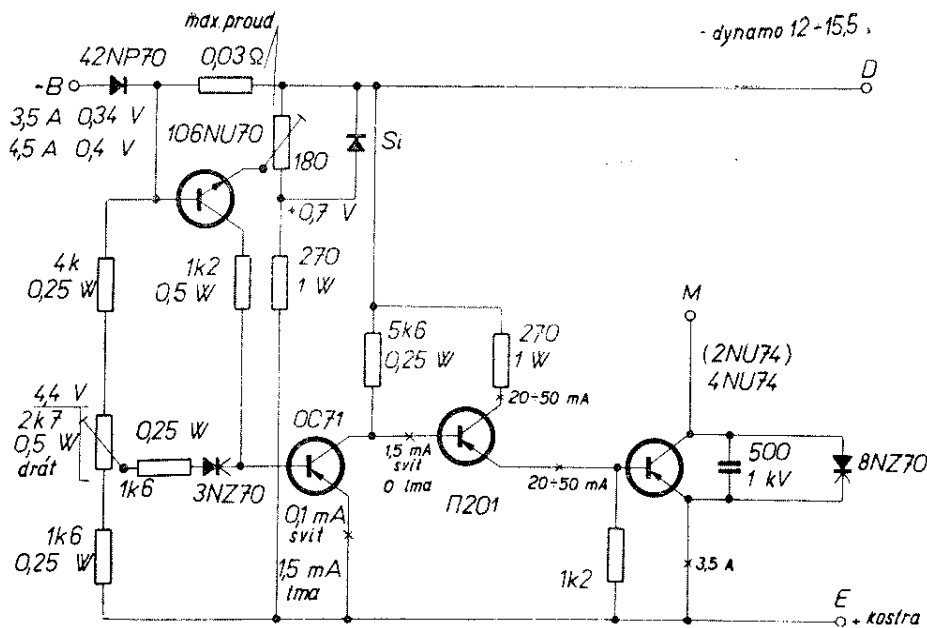 max. proud
- dynamo 12÷15,5
42NP70
0,03 Ω
D
-B
3,5 A 0,34 V
4,5 A 0,4 V
106NU70
Si
180
+0,7 V
4k
0,25 W
1k2
0,5 W
270
1 W
M
5k6
0,25 W
270
1 W
(2NU74)
4NU74
4,4 V
2k7
0,5 W
drát
0,25 W
1k6
3NZ70
OC71
20÷50 mA
1,5 mA
svit
0 tma
П201
20÷50 mA
500
1 kV
8NZ70
0,1 mA
svit
1,5 mA
tma
1k6
0,25 W
1k2
3,5 A
E
+ kostra